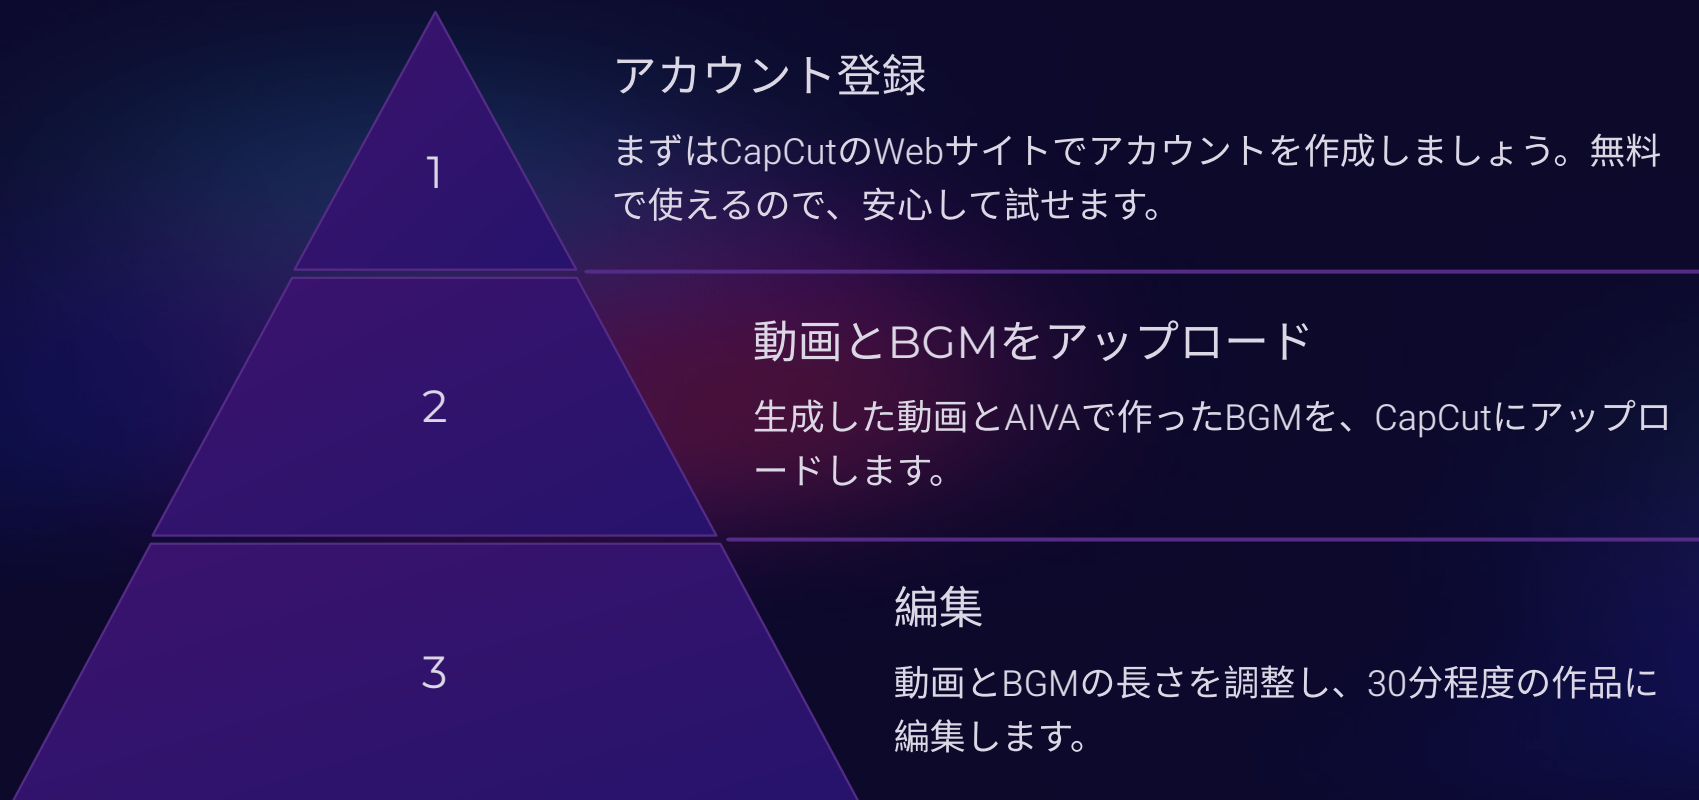 1
アカウント登録
まずはCapCutのWebサイトでアカウントを作成しましょう。無料
で使えるので、安心して試せます。
2
動画とBGMをアップロード
生成した動画とAIVAで作ったBGMを、CapCutにアップロ
ードします。
3
編集
動画とBGMの長さを調整し、30分程度の作品に
編集します。